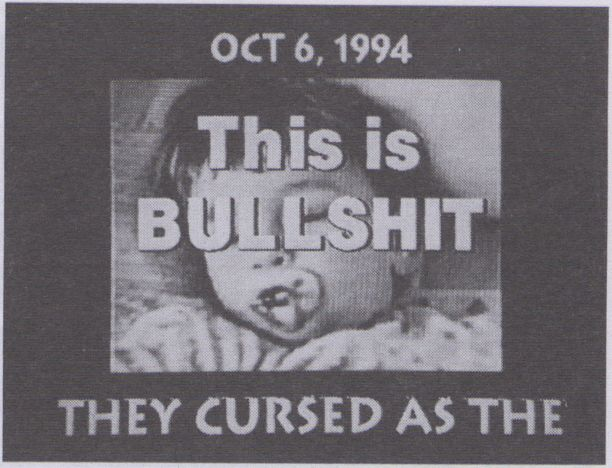 OCT 6, 1994
This is
BULLSHIT
THEY CURSED AS THE